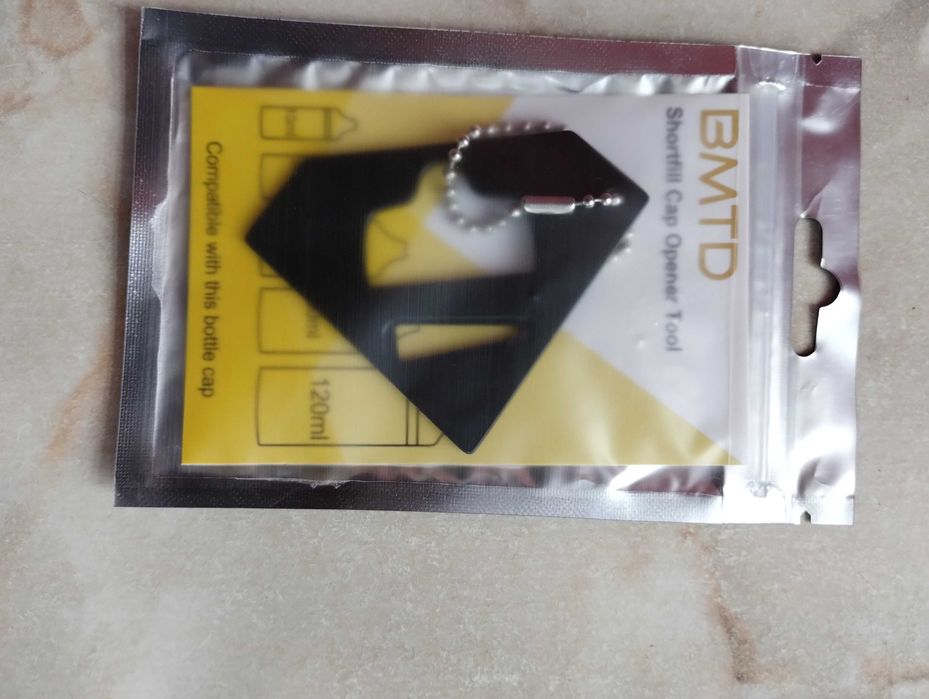 BMTD
Shortfill Cap Opener Tool
120ml
Compatible with this bottle cap